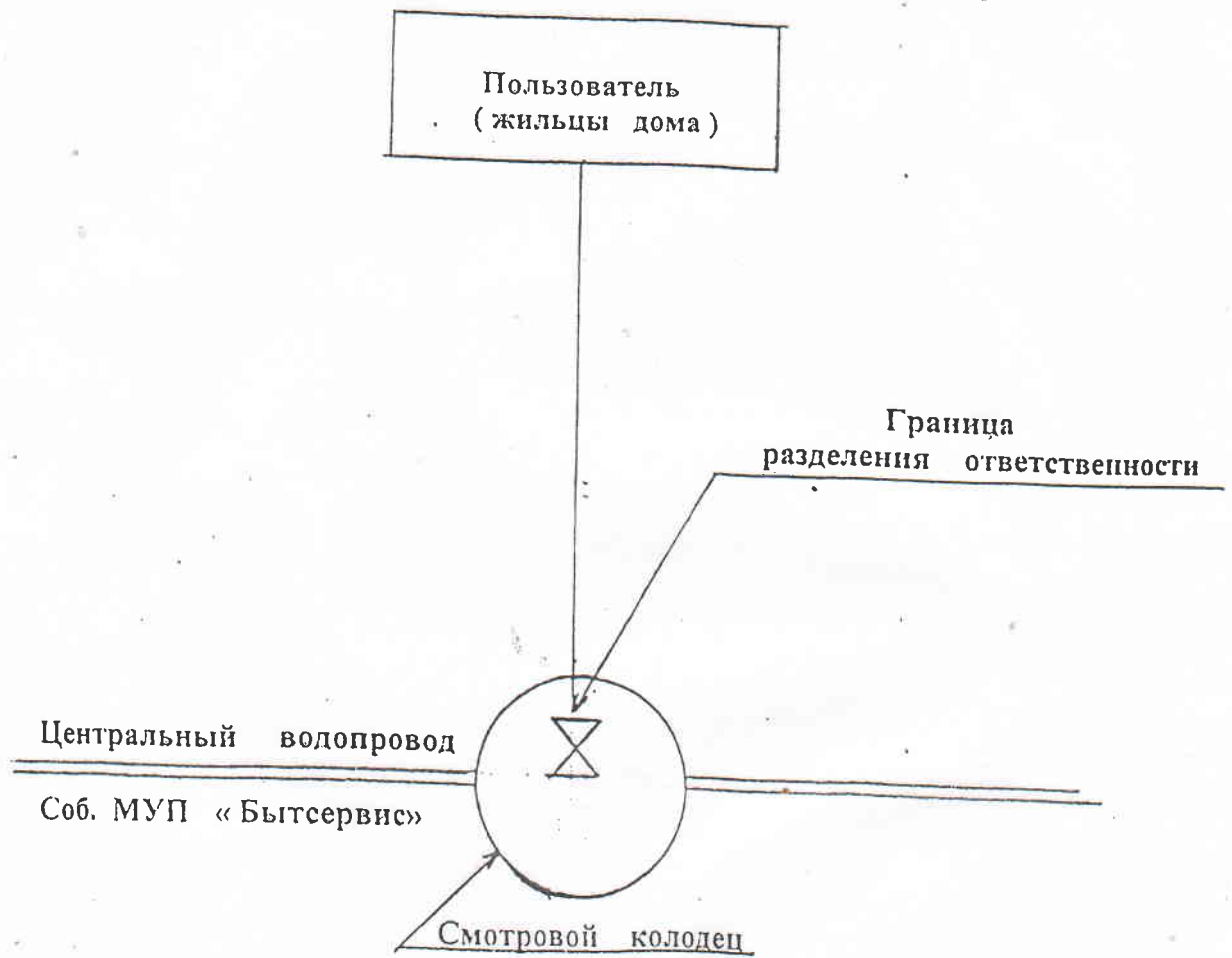 Пользователь
( жильцы дома )
Граница
разделения ответственности
Центральный водопровод
Соб. МУП « Бытсервис»
Смотровой колодец